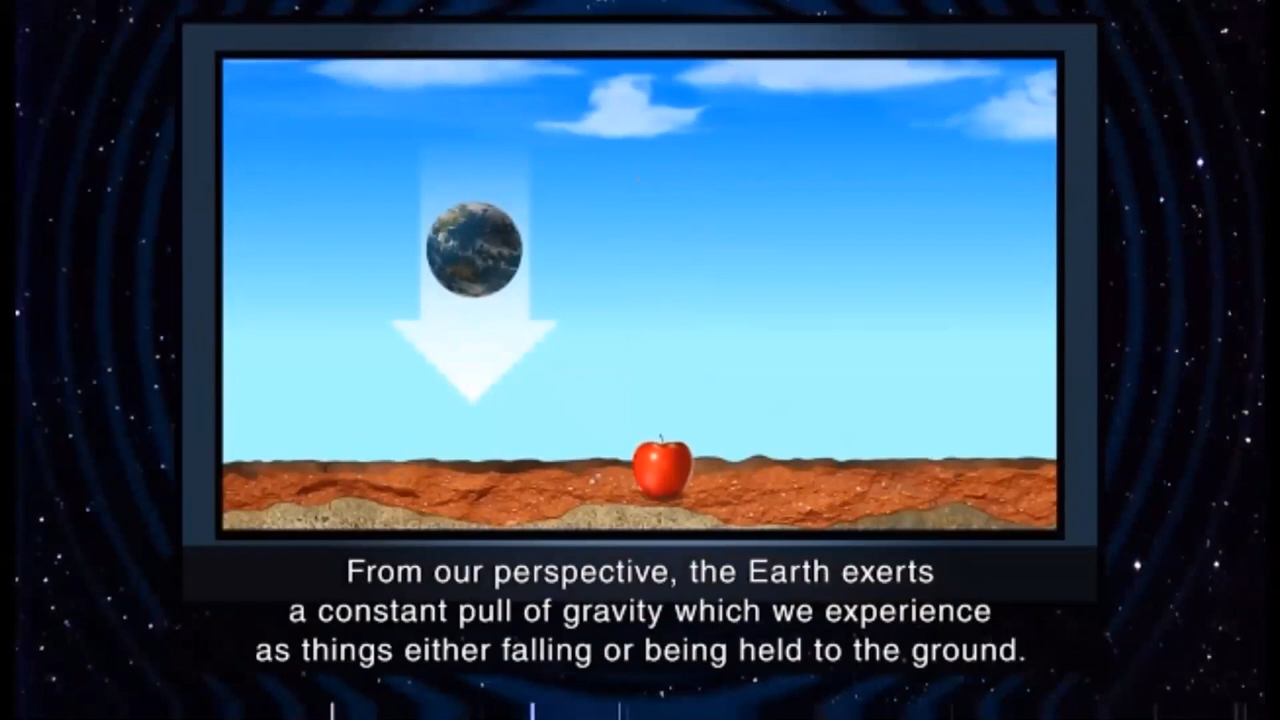 From our perspective, the Earth exerts
a constant pull of gravity which we experience
as things either falling or being held to the ground.